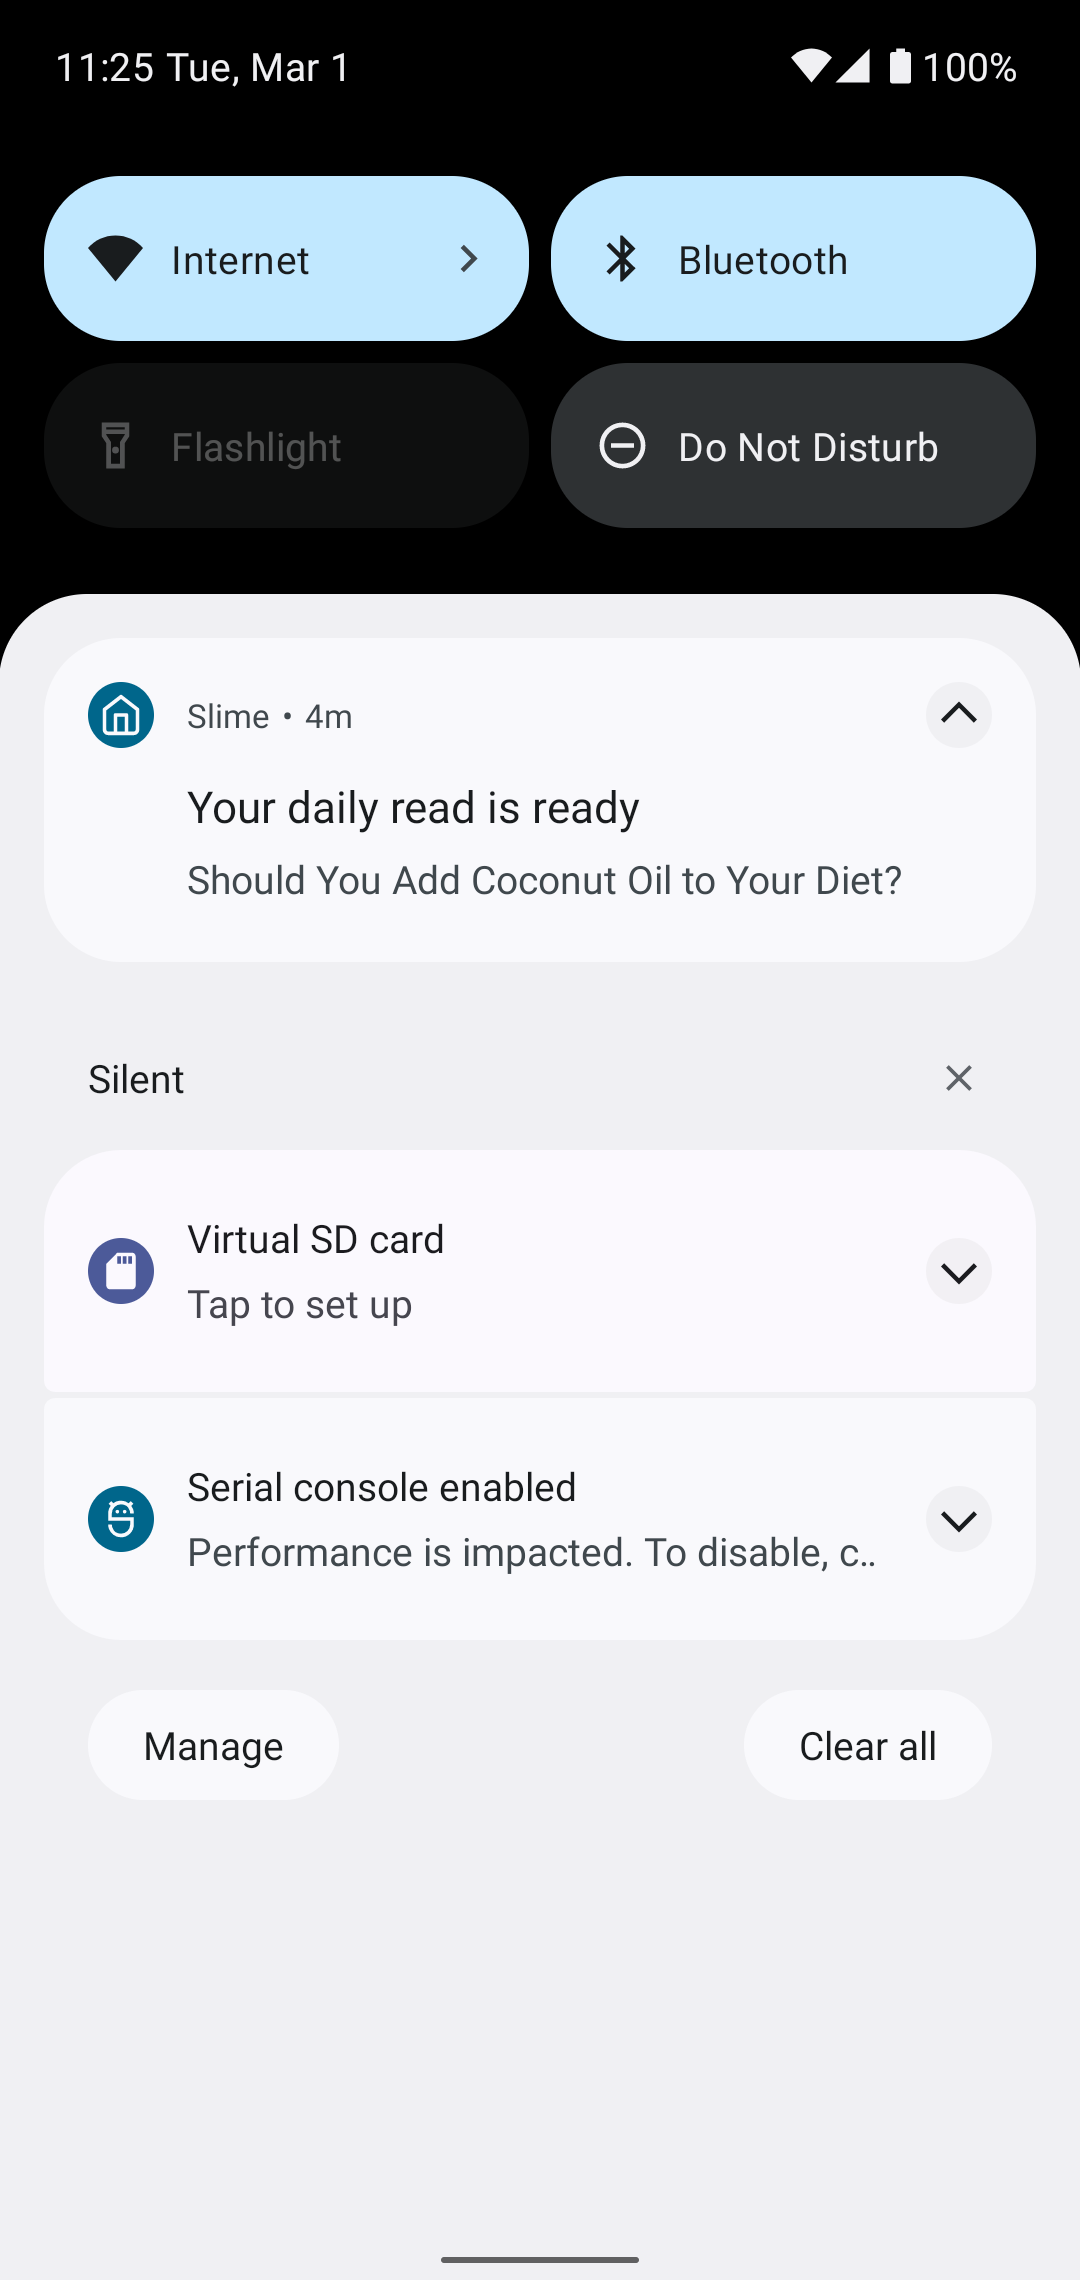 11:25 Tue, Mar 1
100%
Internet
Bluetooth
Flashlight
Do Not Disturb
Slime • 4m
Your daily read is ready
Should You Add Coconut Oil to Your Diet?
Silent
Virtual SD card
Tap to set up
Serial console enabled
Performance is impacted. To disable, c..
Manage
Clear all